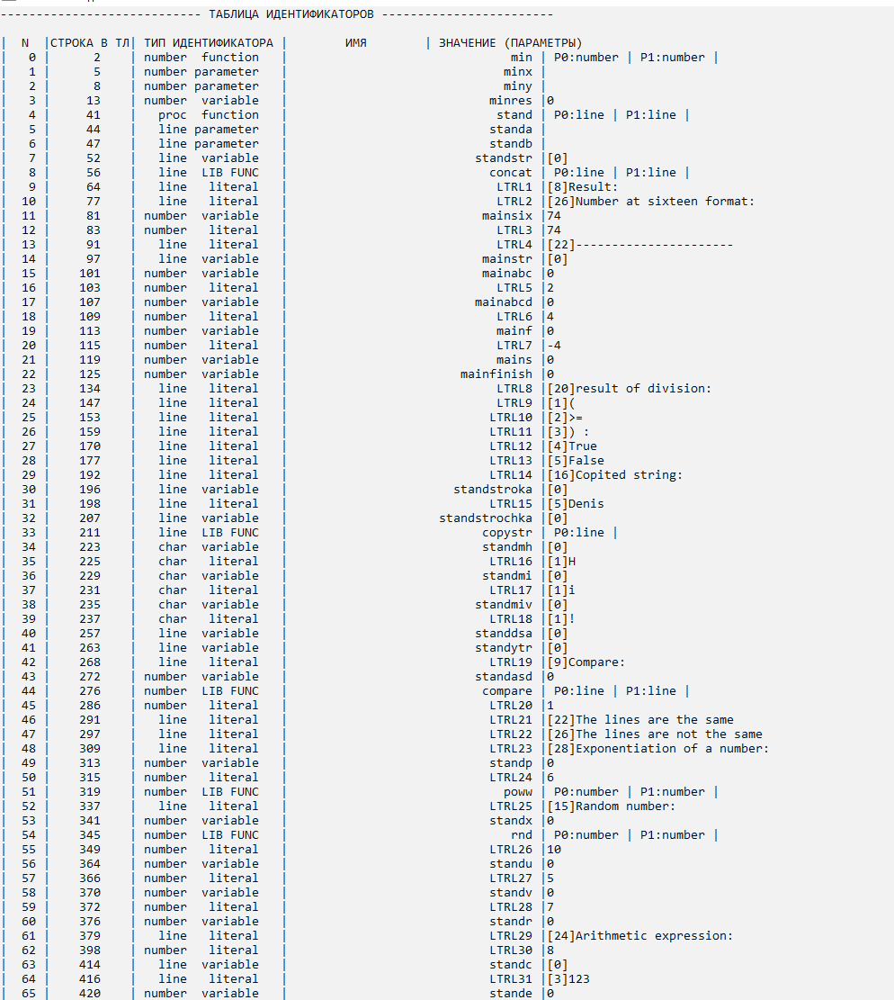 ---------------------------- ТАБЛИЦА ИДЕНТИФИКАТОРОВ ------------------------
| N |СТРОКА В ТЛ| ТИП ИДЕНТИФИКАТОРА | ИМЯ | ЗНАЧЕНИЕ (ПАРАМЕТРЫ)
| 0 | 2 | number function | min | P0:number | P1:number |
| 1 | 5 | number parameter | minx |
| 2 | 8 | number parameter | miny |
| 3 | 13 | number variable | minres |0
| 4 | 41 | proc function | stand | P0:line | P1:line |
| 5 | 44 | line parameter | standa |
| 6 | 47 | line parameter | standb |
| 7 | 52 | line variable | standstr |[0]
| 8 | 56 | line LIB FUNC | concat | P0:line | P1:line |
| 9 | 64 | line literal | LTRL1 |[8]Result:
| 10 | 77 | line literal | LTRL2 |[26]Number at sixteen format:
| 11 | 81 | number variable | mainsix |74
| 12 | 83 | number literal | LTRL3 |74
| 13 | 91 | line literal | LTRL4 |[22]----------------------
| 14 | 97 | line variable | mainstr |[0]
| 15 | 101 | number variable | mainabc |0
| 16 | 103 | number literal | LTRL5 |2
| 17 | 107 | number variable | mainabcd |0
| 18 | 109 | number literal | LTRL6 |4
| 19 | 113 | number variable | mainf |0
| 20 | 115 | number literal | LTRL7 |-4
| 21 | 119 | number variable | mains |0
| 22 | 125 | number variable | mainfinish |0
| 23 | 134 | line literal | LTRL8 |[20]result of division:
| 24 | 147 | line literal | LTRL9 |[1](
| 25 | 153 | line literal | LTRL10 |[2]>=
| 26 | 159 | line literal | LTRL11 |[3]) :
| 27 | 170 | line literal | LTRL12 |[4]True
| 28 | 177 | line literal | LTRL13 |[5]False
| 29 | 192 | line literal | LTRL14 |[16]Copited string:
| 30 | 196 | line variable | standstroka |[0]
| 31 | 198 | line literal | LTRL15 |[5]Denis
| 32 | 207 | line variable | standstrochka |[0]
| 33 | 211 | line LIB FUNC | copystr | P0:line |
| 34 | 223 | char variable | standmh |[0]
| 35 | 225 | char literal | LTRL16 |[1]H
| 36 | 229 | char variable | standmi |[0]
| 37 | 231 | char literal | LTRL17 |[1]i
| 38 | 235 | char variable | standmiv |[0]
| 39 | 237 | char literal | LTRL18 |[1]!
| 40 | 257 | line variable | standdsa |[0]
| 41 | 263 | line variable | standytr |[0]
| 42 | 268 | line literal | LTRL19 |[9]Compare:
| 43 | 272 | number variable | standasd |0
| 44 | 276 | number LIB FUNC | compare | P0:line | P1:line |
| 45 | 286 | number literal | LTRL20 |1
| 46 | 291 | line literal | LTRL21 |[22]The lines are the same
| 47 | 297 | line literal | LTRL22 |[26]The lines are not the same
| 48 | 309 | line literal | LTRL23 |[28]Exponentiation of a number:
| 49 | 313 | number variable | standp |0
| 50 | 315 | number literal | LTRL24 |6
| 51 | 319 | number LIB FUNC | poww | P0:number | P1:number |
| 52 | 337 | line literal | LTRL25 |[15]Random number:
| 53 | 341 | number variable | standx |0
| 54 | 345 | number LIB FUNC | rnd | P0:number | P1:number |
| 55 | 349 | number literal | LTRL26 |10
| 56 | 364 | number variable | standu |0
| 57 | 366 | number literal | LTRL27 |5
| 58 | 370 | number variable | standv |0
| 59 | 372 | number literal | LTRL28 |7
| 60 | 376 | number variable | standr |0
| 61 | 379 | line literal | LTRL29 |[24]Arithmetic expression:
| 62 | 398 | number literal | LTRL30 |8
| 63 | 414 | line variable | standc |[0]
| 64 | 416 | line literal | LTRL31 |[3]123
| 65 | 420 | number variable | stande |0